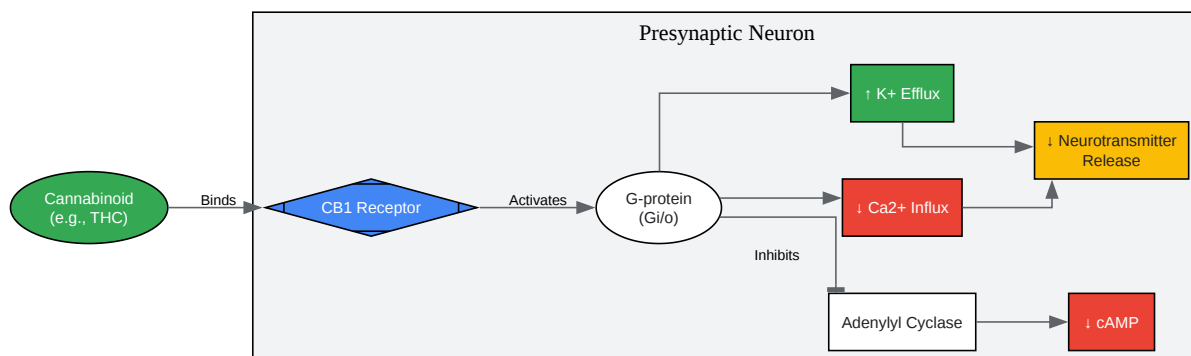 Presynaptic Neuron
↑ K+ Efflux
↓ Neurotransmitter
Release
Cannabinoid
(e.g., THC)
Binds
CB1 Receptor
Activates
G-protein
(Gi/o)
↓ Ca2+ Influx
Inhibits
Adenylyl Cyclase
↓ cAMP